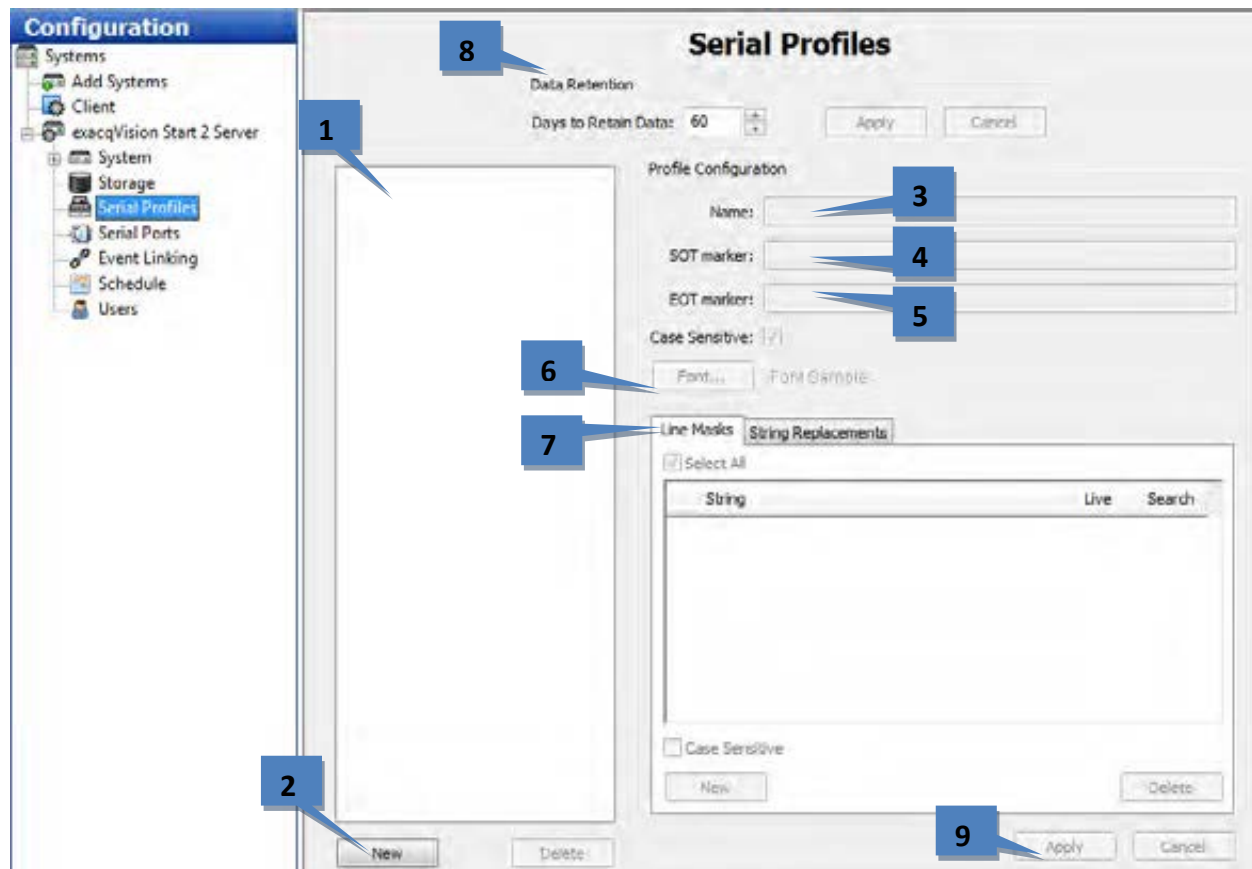 Configuration
Systems
Add Systems
Client
exacqVision Start 2 Server
System
Storage
Serial Profiles
Serial Ports
Event Linking
Schedule
Users
Serial Profiles
8
Data Retention
Days to Retain Data: 60 Apply Cancel
1
Profile Configuration
Name: 3
SOT marker: 4
EOT marker: 5
Case Sensitive:
6
Font... Font Sample
7
Line Masks String Replacements
Select All
String Live Search
Case Sensitive
New Delete
2
New Delete
9
Apply Cancel